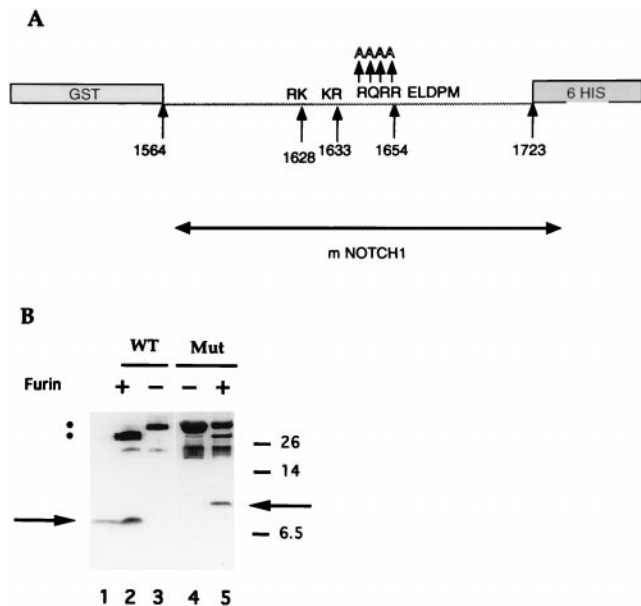 A
AAAA
GST
RK KR RQRR ELDPM
6 HIS
1564
1628
1633
1654
1723
m NOTCH1
B
WT Mut
Furin + − − +
26
14
6.5
1 2 3 4 5